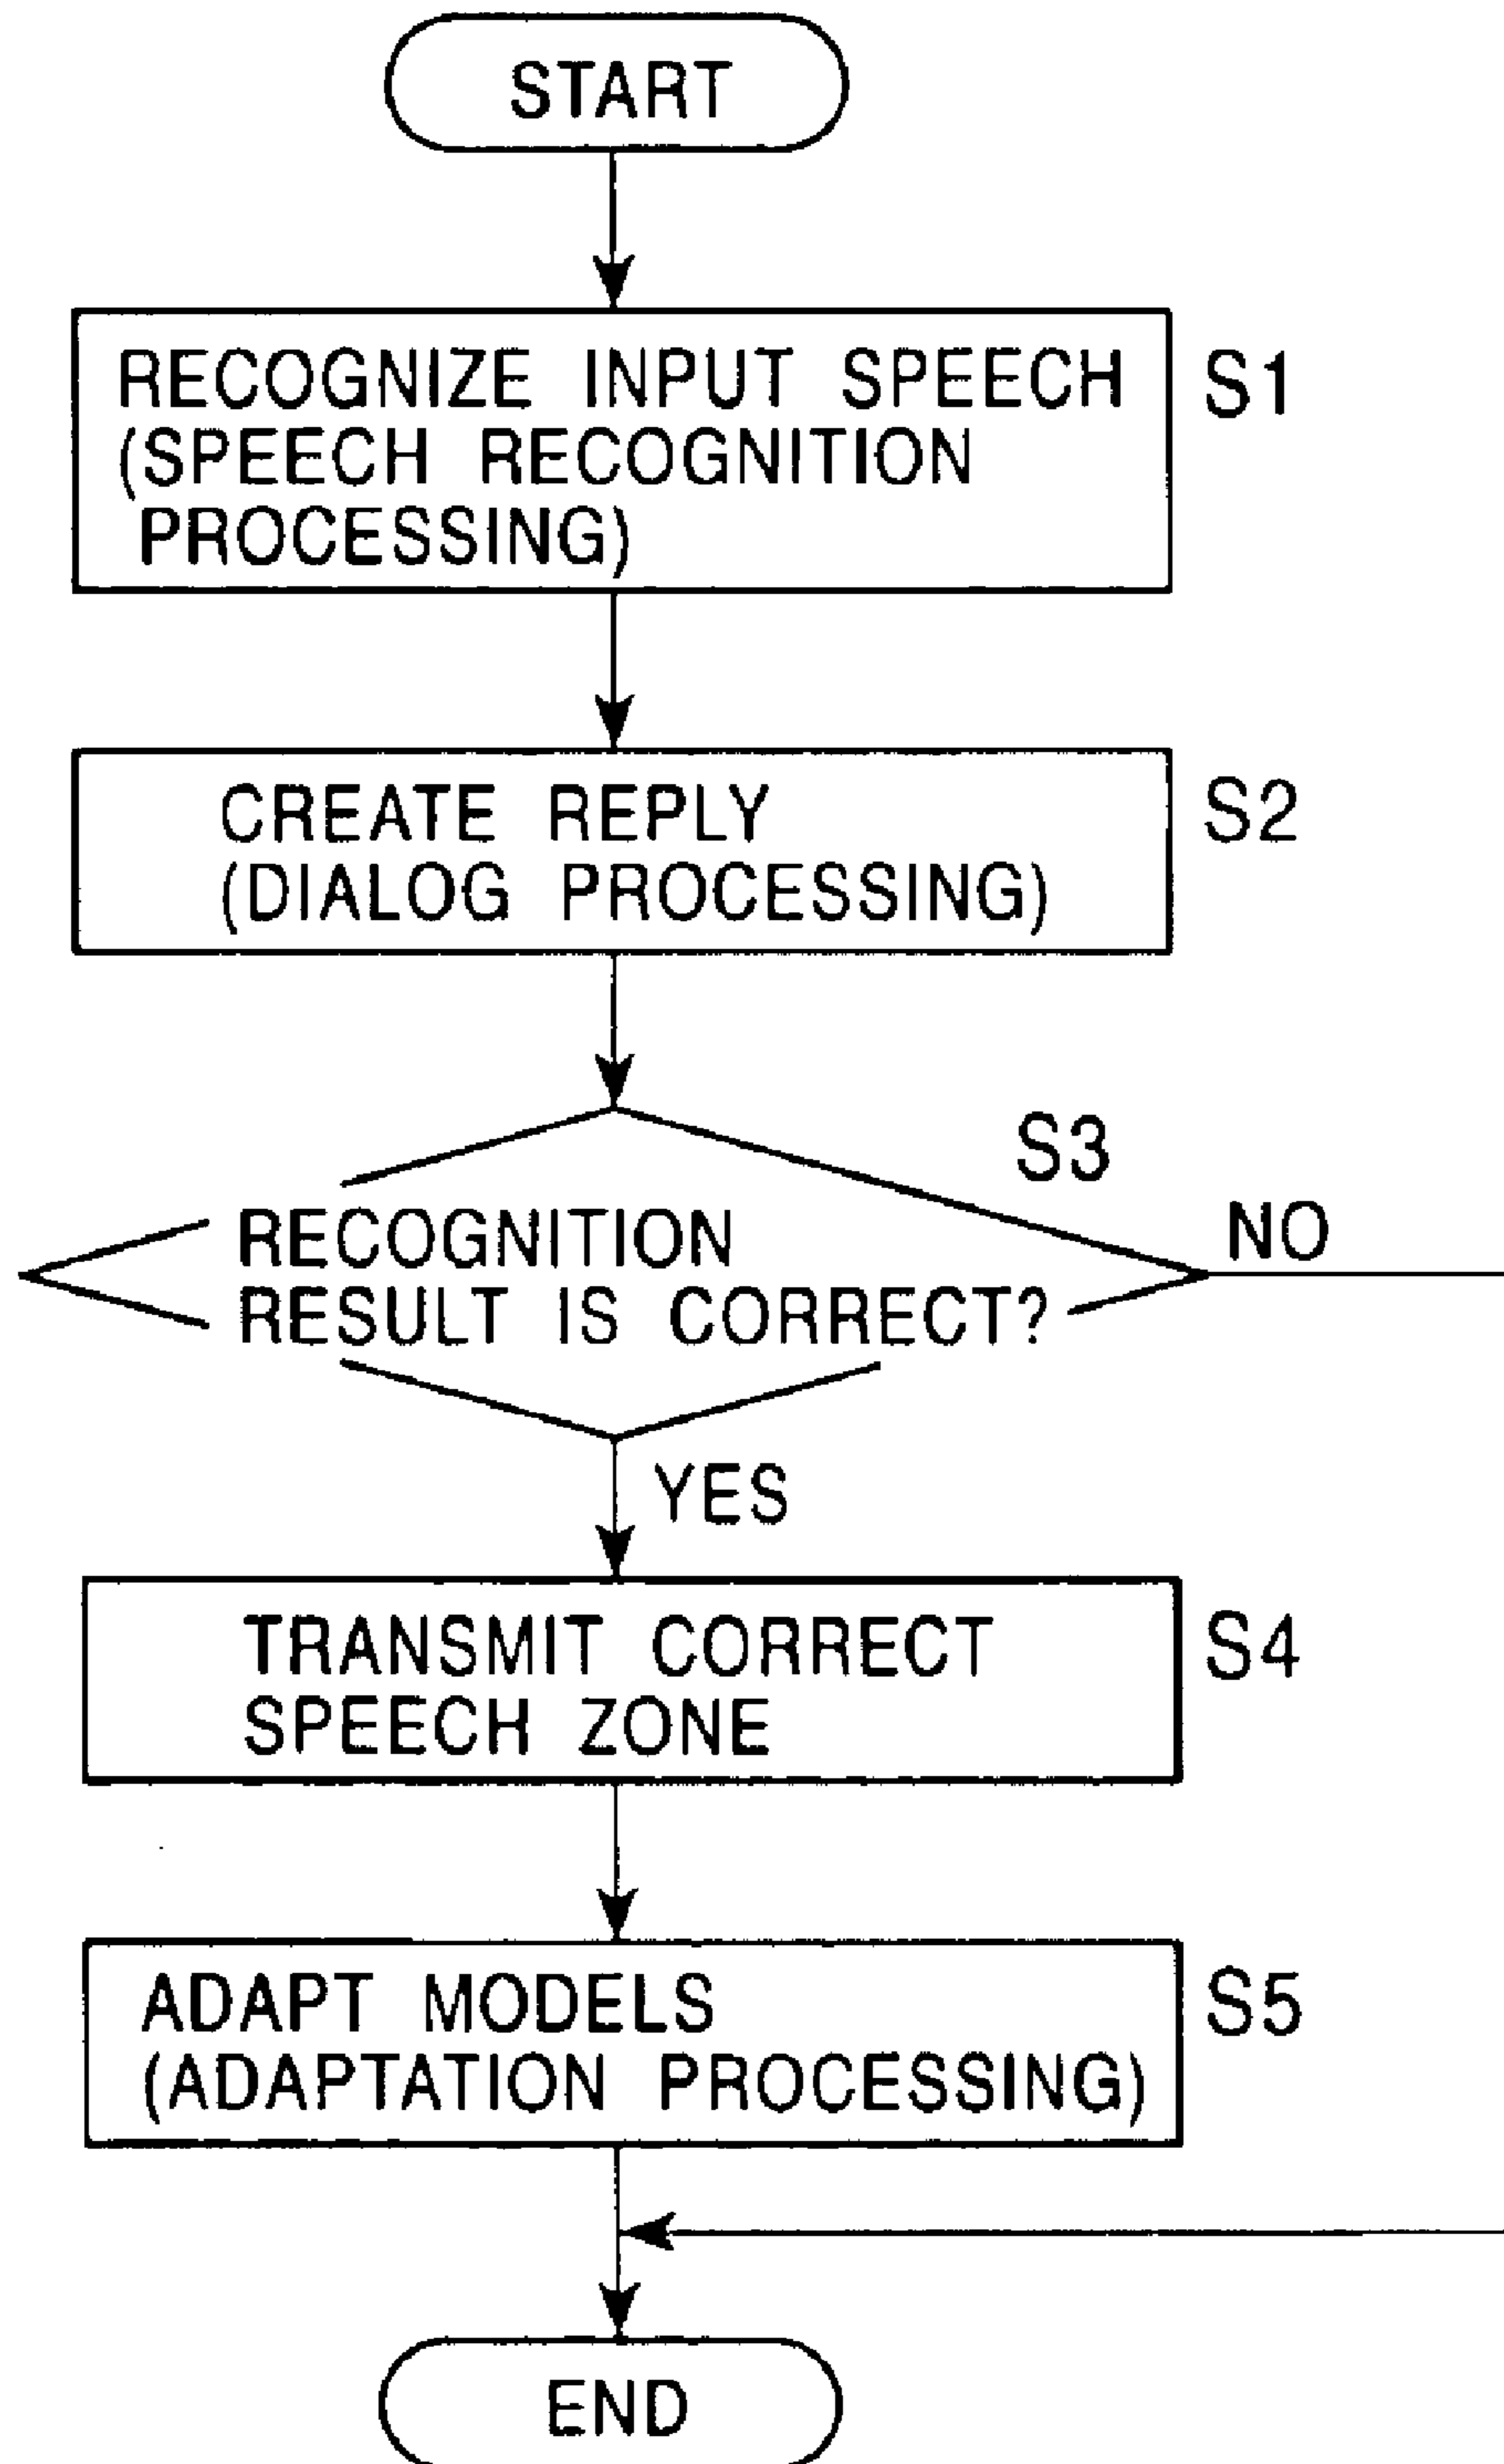 START
RECOGNIZE INPUT SPEECH
(SPEECH RECOGNITION
PROCESSING)
S1
CREATE REPLY
(DIALOG PROCESSING)
S2
S3
RECOGNITION
RESULT IS CORRECT?
NO
YES
TRANSMIT CORRECT
SPEECH ZONE
S4
ADAPT MODELS
(ADAPTATION PROCESSING)
S5
END